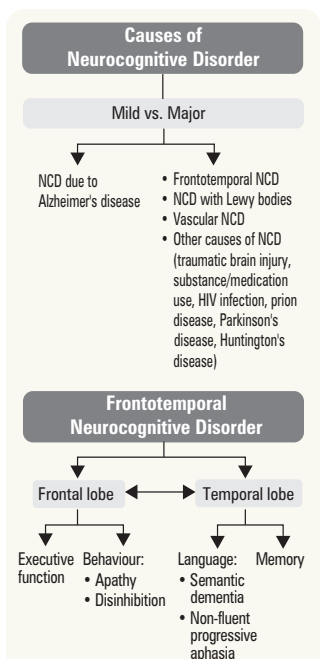 Causes of
Neurocognitive Disorder
Mild vs. Major
NCD due to
Alzheimer's disease
• Frontotemporal NCD
• NCD with Lewy bodies
• Vascular NCD
• Other causes of NCD
(traumatic brain injury,
substance/medication
use, HIV infection, prion
disease, Parkinson's
disease, Huntington's
disease)
Frontotemporal
Neurocognitive Disorder
Frontal lobe
Temporal lobe
Executive
function
Behaviour:
• Apathy
• Disinhibition
Language:
• Semantic
dementia
• Non-fluent
progressive
aphasia
Memory